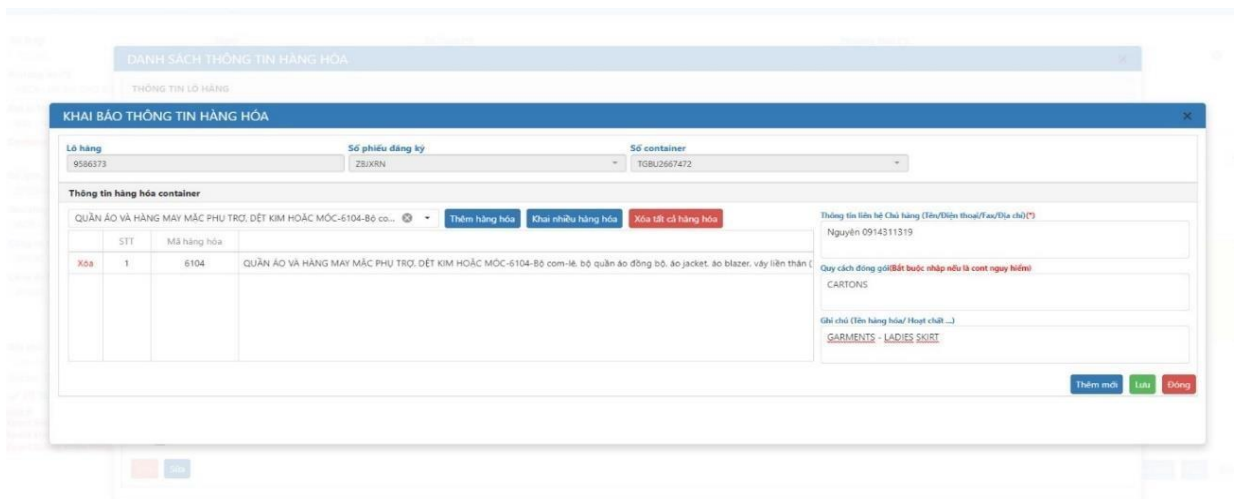 DANH SÁCH THÔNG TIN HÀNG HÓA
THÔNG TIN LÔ HÀNG
KHAI BÁO THÔNG TIN HÀNG HÓA
Lô hàng
Số phiếu đăng ký
Số container
9586373
Z8JXRN
TGBU2667472
Thông tin hàng hóa container
QUẦN ÁO VÀ HÀNG MAY MẶC PHỤ TRỢ, DỆT KIM HOẶC MÓC-6104-Bộ co...
Thêm hàng hóa
Khai nhiều hàng hóa
Xóa tất cả hàng hóa
STT
Mã hàng hóa
Xóa
1
6104
QUẦN ÁO VÀ HÀNG MAY MẶC PHỤ TRỢ, DỆT KIM HOẶC MÓC-6104-Bộ com-lê, bộ quần áo đồng bộ, áo jacket, áo blazer, váy liền thân (
Thông tin liên hệ Chủ hàng (Tên/Điện thoại/Fax/Địa chỉ)(*)
Nguyên 0914311319
Quy cách đóng gói(Bắt buộc nhập nếu là cont nguy hiểm)
CARTONS
Ghi chú (Tên hàng hóa/ Hoạt chất ...)
GARMENTS - LADIES SKIRT
Thêm mới
Lưu
Đóng
Sửa